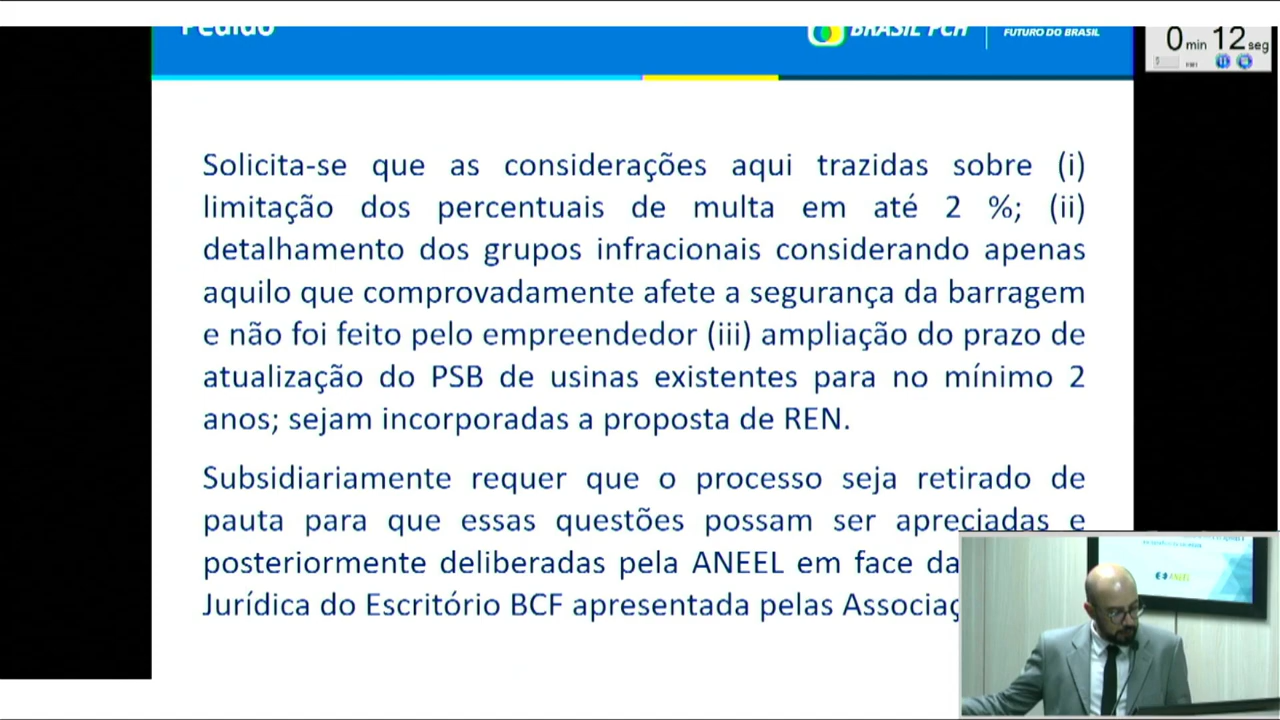 Pedido
BRASIL PCH
FUTURO DO BRASIL
0 min 12 seg
Solicita-se que as considerações aqui trazidas sobre (i)
limitação dos percentuais de multa em até 2 %; (ii)
detalhamento dos grupos infracionais considerando apenas
aquilo que comprovadamente afete a segurança da barragem
e não foi feito pelo empreendedor (iii) ampliação do prazo de
atualização do PSB de usinas existentes para no mínimo 2
anos; sejam incorporadas a proposta de REN.
Subsidiariamente requer que o processo seja retirado de
pauta para que essas questões possam ser apreciadas e
posteriormente deliberadas pela ANEEL em face da
Jurídica do Escritório BCF apresentada pelas Associaç
ANEEL